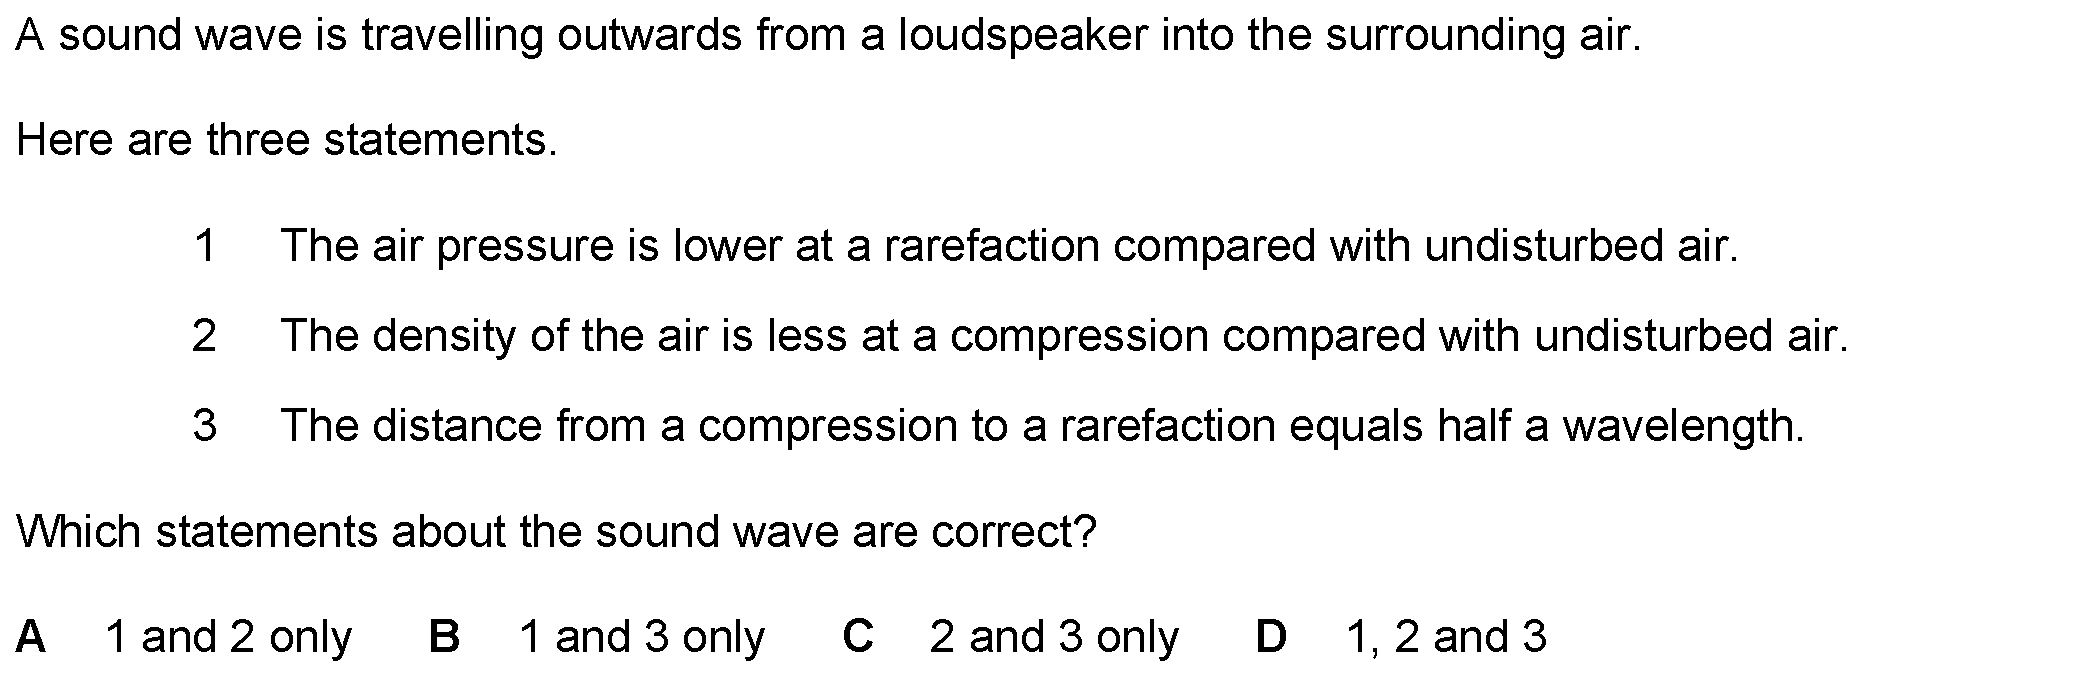 A sound wave is travelling outwards from a loudspeaker into the surrounding air.
Here are three statements.
1 The air pressure is lower at a rarefaction compared with undisturbed air.
2 The density of the air is less at a compression compared with undisturbed air.
3 The distance from a compression to a rarefaction equals half a wavelength.
Which statements about the sound wave are correct?
A 1 and 2 only B 1 and 3 only C 2 and 3 only D 1, 2 and 3